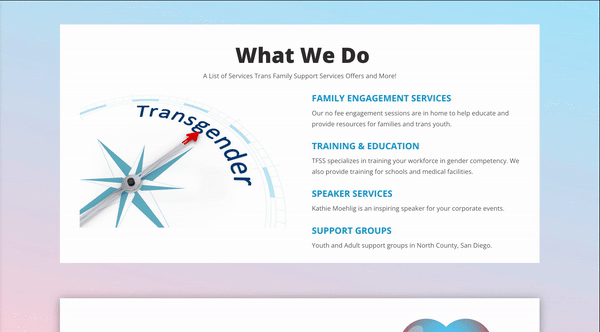 What We Do
A List of Services Trans Family Support Services Offers and More!
Transgender
FAMILY ENGAGEMENT SERVICES
Our no fee engagement sessions are in home to help educate and
provide resources for families and trans youth.
TRAINING & EDUCATION
TFSS specializes in training your workforce in gender competency. We
also provide training for schools and medical facilities.
SPEAKER SERVICES
Kathie Moehlig is an inspiring speaker for your corporate events.
SUPPORT GROUPS
Youth and Adult support groups in North County, San Diego.